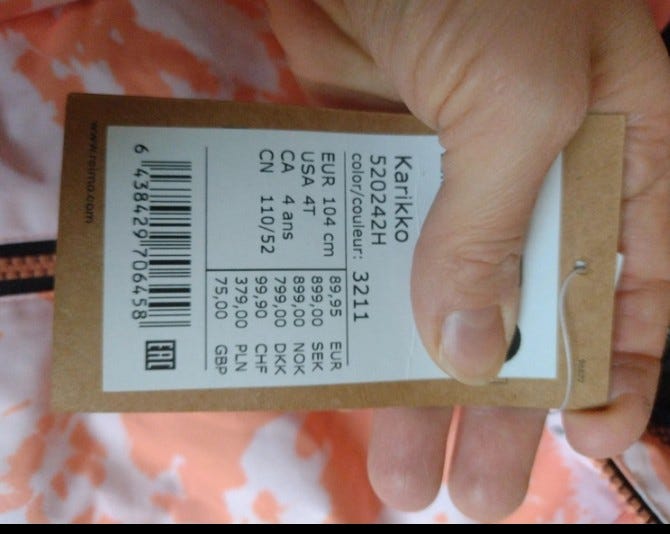 Karikko
520242H
color/couleur: 3211
EUR 104 cm
USA 4T
CA 4 ans
CN 110/52
89,95 EUR
899,00 SEK
899,00 NOK
799,00 DKK
99,90 CHF
379,00 PLN
75,00 GBP
6 438429 706458
EAC
www.reima.com